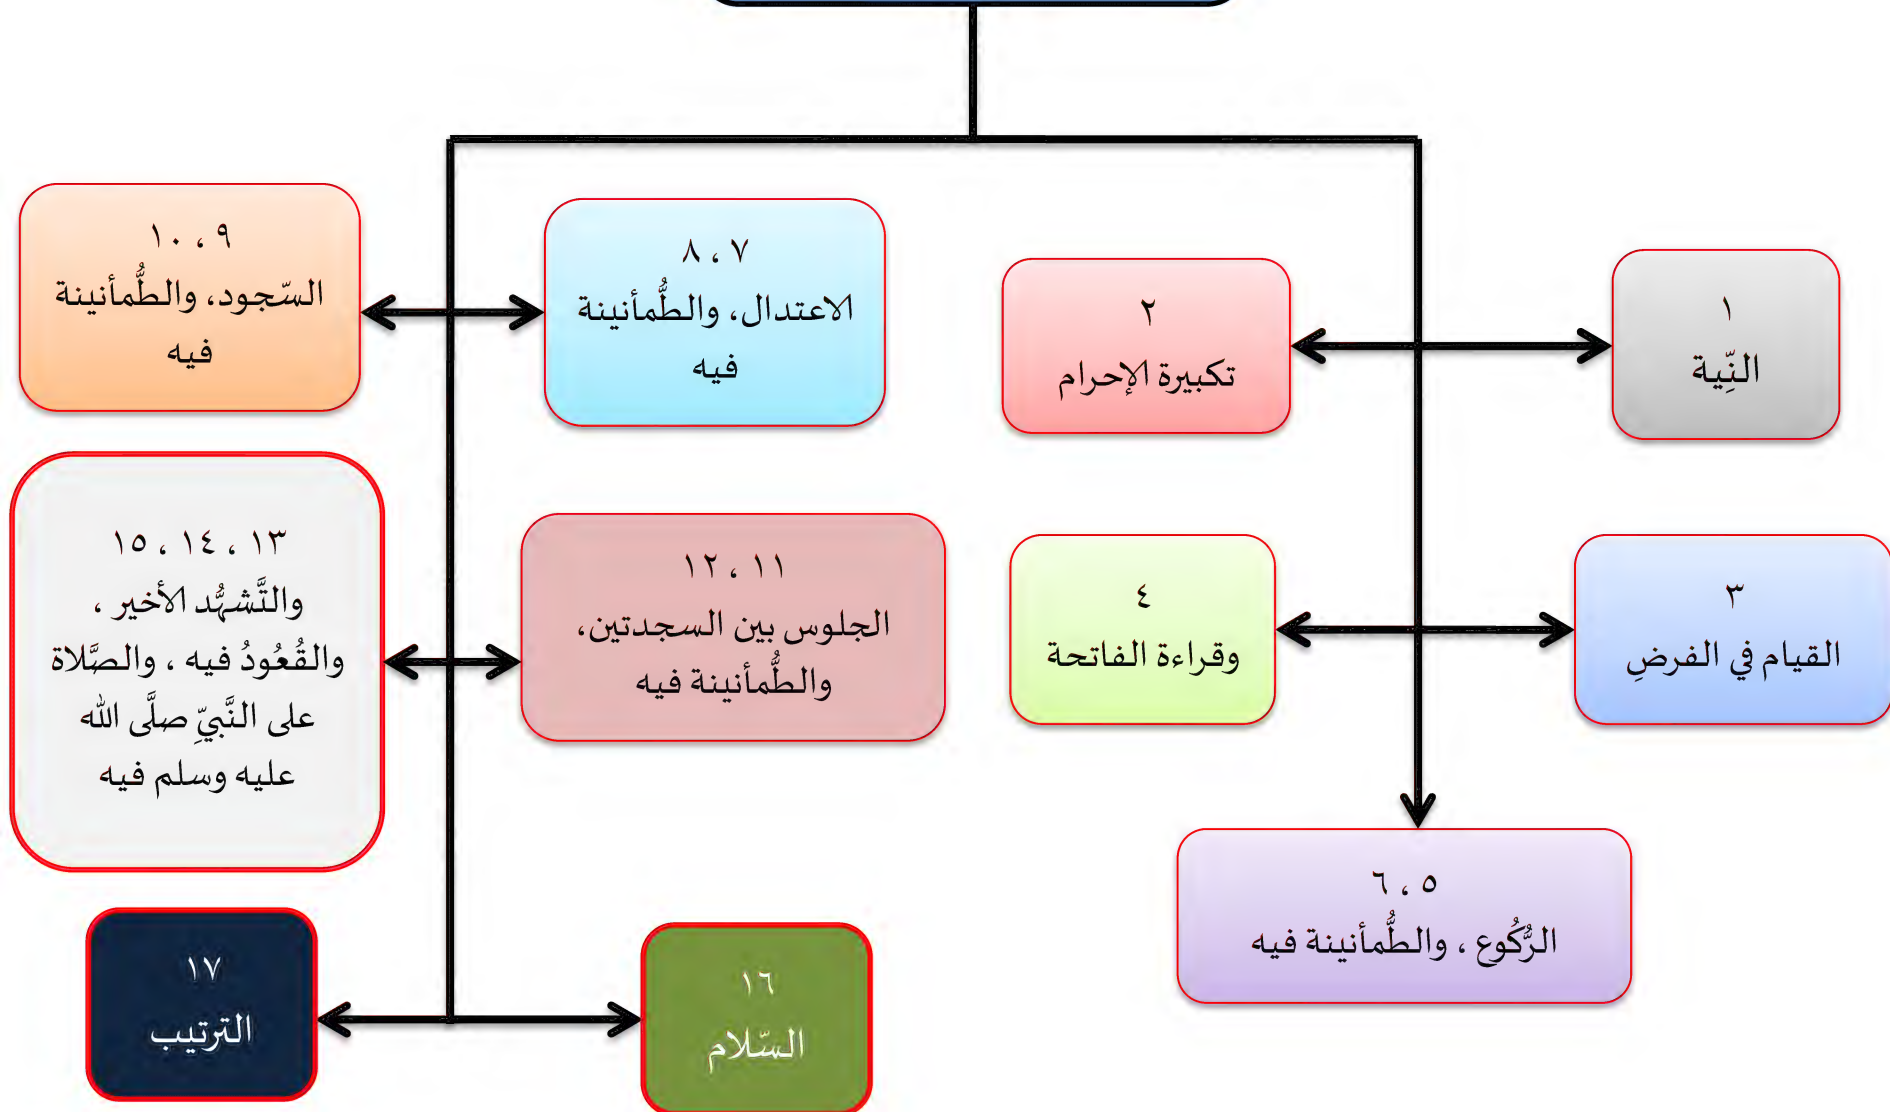 ١
النِّية
٢
تكبيرة الإحرام
٣
القيام في الفرضِ
٤
وقراءة الفاتحة
٥ ، ٦
الرُّكُوع ، والطُّمأنينة فيه
٧ ، ٨
الاعتدال، والطُّمأنينة
فيه
٩ ، ١٠
السّجود، والطُّمأنينة
فيه
١١ ، ١٢
الجلوس بين السجدتين،
والطُّمأنينة فيه
١٣ ، ١٤ ، ١٥
والتَّشهُّد الأخير ،
والقُعُودُ فيه ، والصَّلاة
على النَّبيِّ صلَّى الله
عليه وسلم فيه
١٦
السّلام
١٧
الترتيب